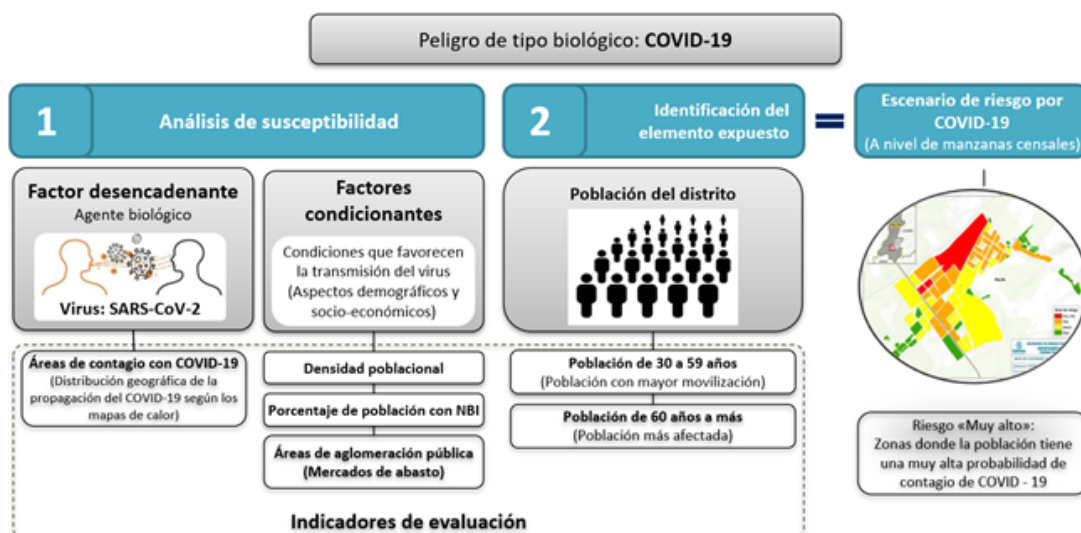 Peligro de tipo biológico: COVID-19
1
Análisis de susceptibilidad
2
Identificación del
elemento expuesto
=
Escenario de riesgo por
COVID-19
(A nivel de manzanas censales)
Factor desencadenante
Agente biológico
Virus: SARS-CoV-2
Factores
condicionantes
Condiciones que favorecen
la transmisión del virus
(Aspectos demográficos y
socio-económicos)
Población del distrito
Áreas de contagio con COVID-19
(Distribución geográfica de la
propagación del COVID-19 según los
mapas de calor)
Densidad poblacional
Porcentaje de población con NBI
Áreas de aglomeración pública
(Mercados de abasto)
Población de 30 a 59 años
(Población con mayor movilización)
Población de 60 años a más
(Población más afectada)
Indicadores de evaluación
Riesgo «Muy alto»:
Zonas donde la población tiene
una muy alta probabilidad de
contagio de COVID - 19